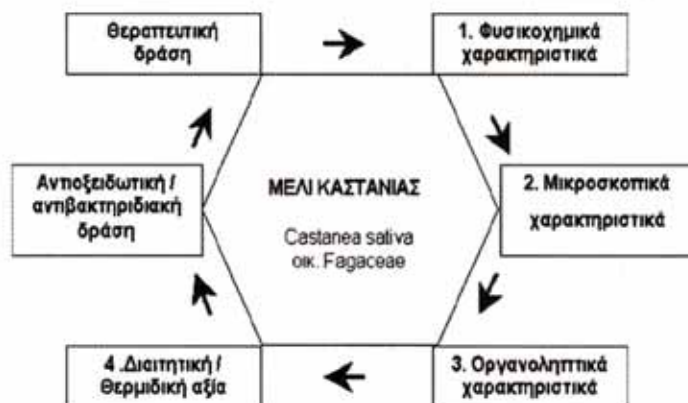 Θεραπευτική
δράση
1. Φυσικοχημικά
χαρακτηριστικά
Αντιοξειδωτική /
αντιβακτηριδιακή
δράση
ΜΕΛΙ ΚΑΣΤΑΝΙΑΣ
Castanea sativa
οικ. Fagaceae
2. Μικροσκοπικά
χαρακτηριστικά
4 .Διαιτητική /
Θερμιδική αξία
3. Οργανοληπτικά
χαρακτηριστικά